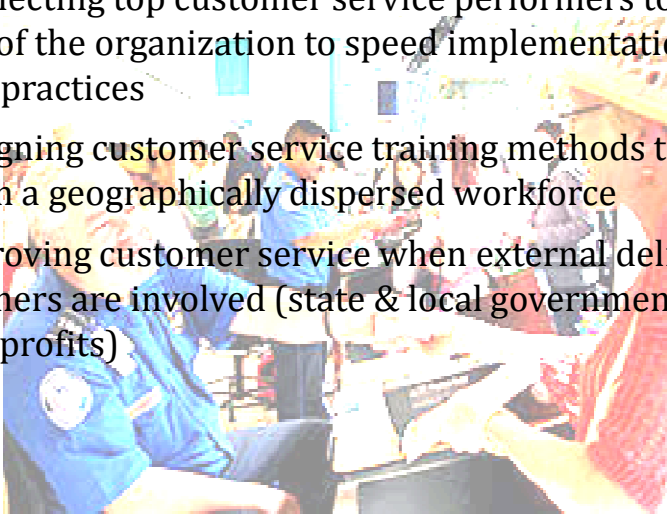 ecting top customer service performers to
of the organization to speed implementatio
practices
gning customer service training methods t
a geographically dispersed workforce
roving customer service when external deli
ners are involved (state & local governmen
profits)